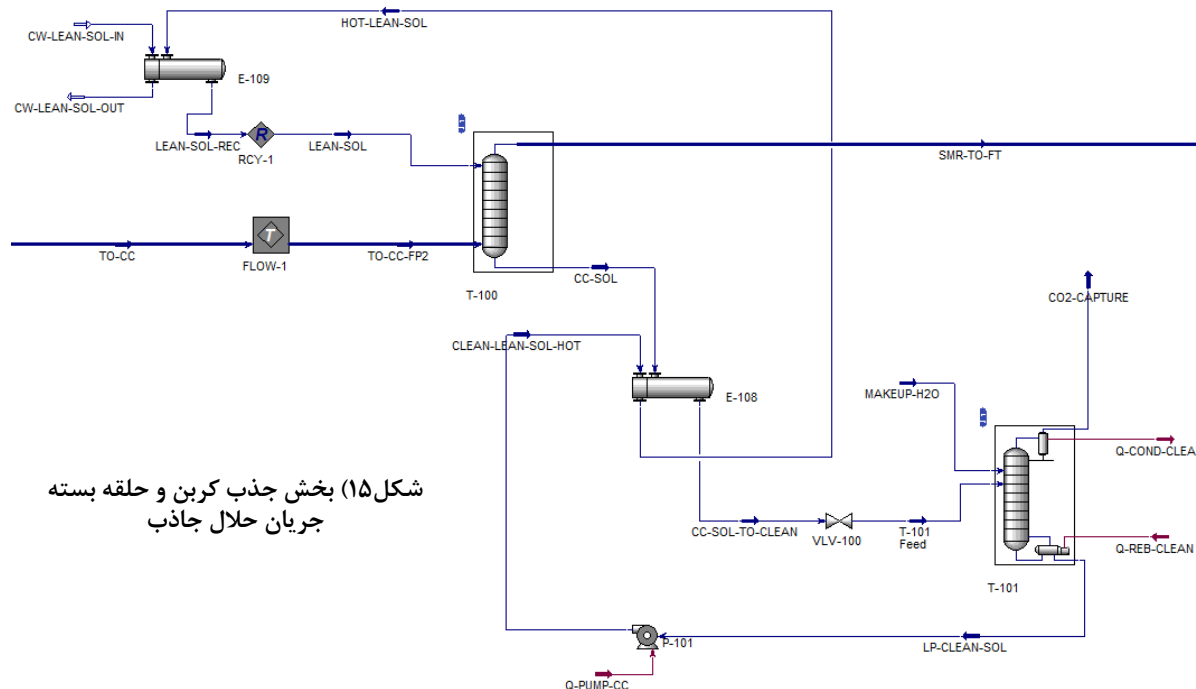 HOT-LEAN-SOL
CW-LEAN-SOL-IN
E-109
CW-LEAN-SOL-OUT
LEAN-SOL-REC
R
RCY-1
LEAN-SOL
SMR-TO-FT
T
TO-CC
FLOW-1
TO-CC-FP2
CC-SOL
T-100
CO2-CAPTURE
CLEAN-LEAN-SOL-HOT
E-108
MAKEUP-H2O
Q-COND-CLEA
شکل۱۵) بخش جذب کربن و حلقه بسته
جریان حلال جاذب
CC-SOL-TO-CLEAN
VLV-100
T-101
Feed
Q-REB-CLEAN
T-101
P-101
LP-CLEAN-SOL
Q-PUMP-CC